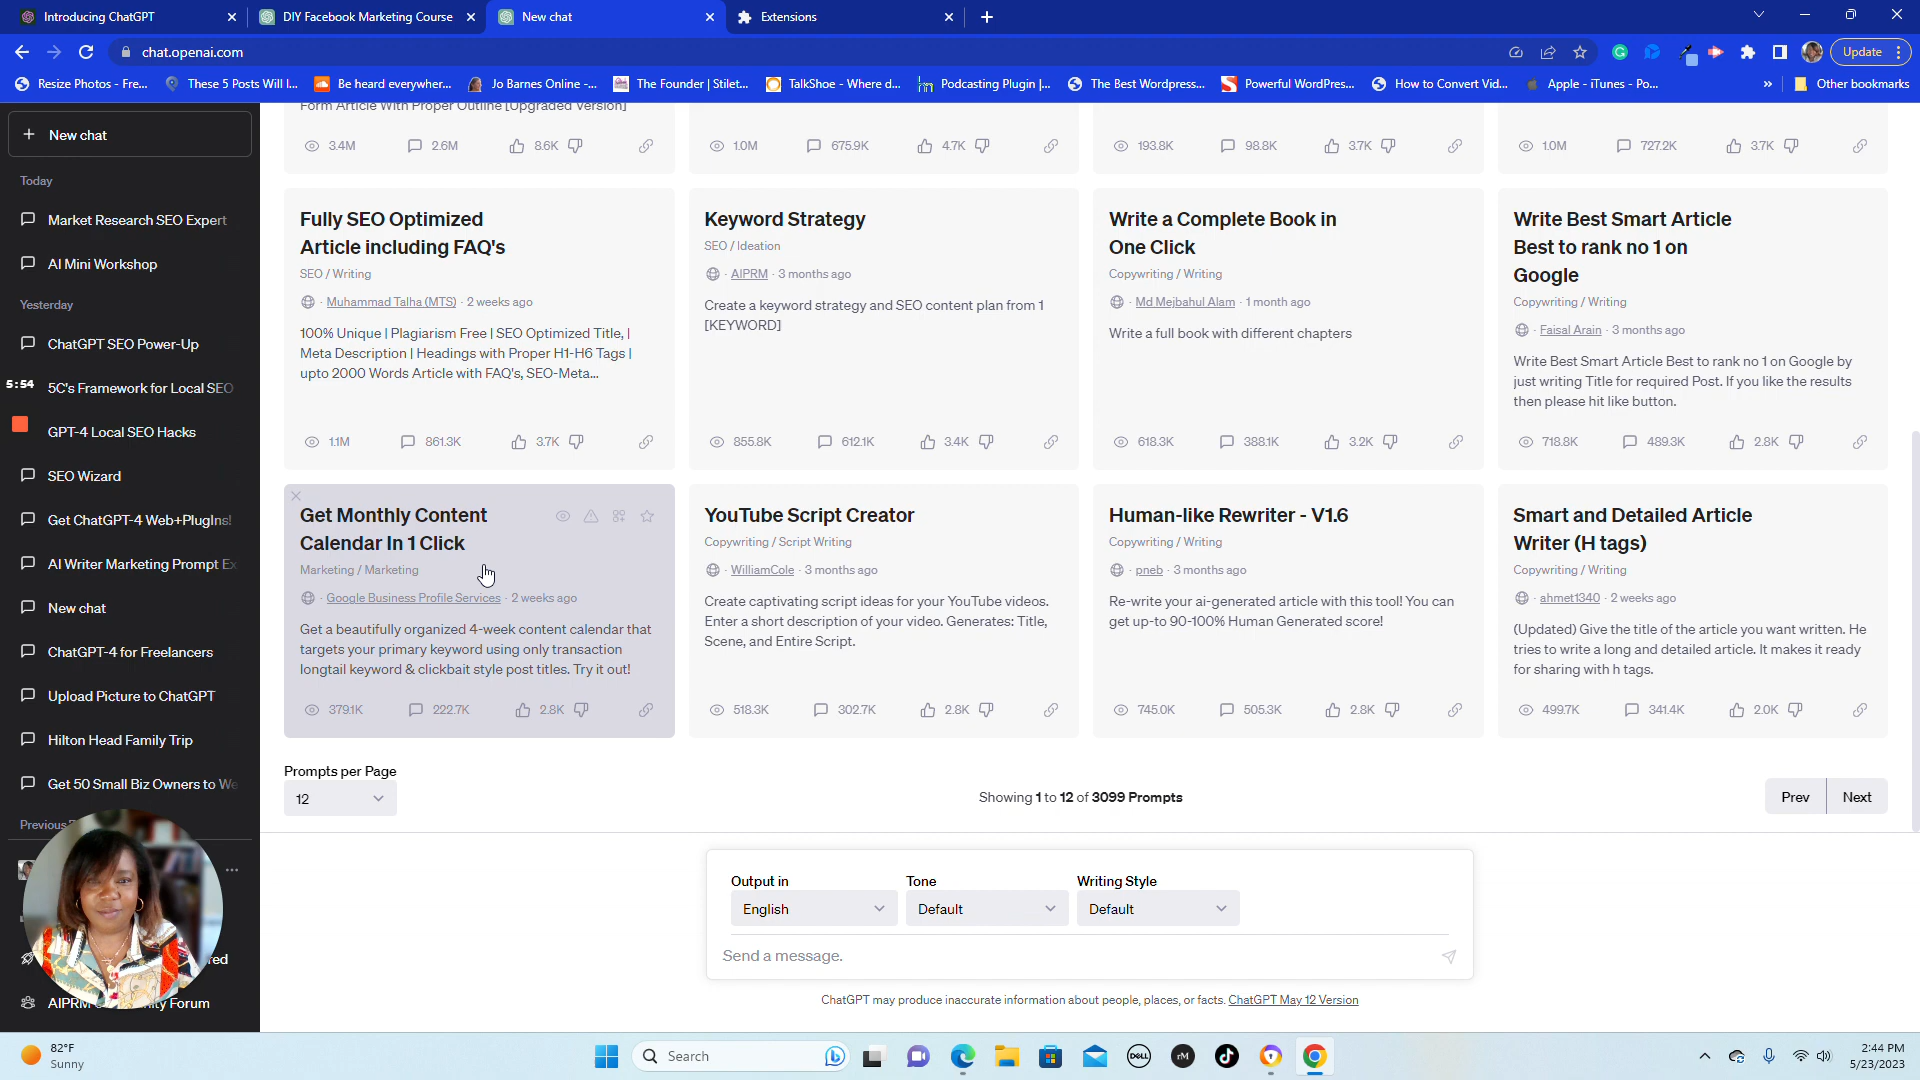 Introducing ChatGPT
DIY Facebook Marketing Course
New chat
Extensions
chat.openai.com
Update
Resize Photos - Fre...
These 5 Posts Will I...
Be heard everywher...
Jo Barnes Online -...
The Founder | Stilet...
TalkShoe - Where d...
Podcasting Plugin |...
The Best Wordpress...
Powerful WordPres...
How to Convert Vid...
Apple - iTunes - Po...
Other bookmarks
New chat
Today
Market Research SEO Expert
AI Mini Workshop
Yesterday
ChatGPT SEO Power-Up
5:54
5C's Framework for Local SEO
GPT-4 Local SEO Hacks
SEO Wizard
Get ChatGPT-4 Web+PlugIns!
AI Writer Marketing Prompt Ex
New chat
ChatGPT-4 for Freelancers
Upload Picture to ChatGPT
Hilton Head Family Trip
Get 50 Small Biz Owners to We
Previous
AIPRM
Forum
Form Article With Proper Outline [Upgraded Version]
3.4M 2.6M 8.6K
1.0M 675.9K 4.7K
193.8K 98.8K 3.7K
1.0M 727.2K 3.7K
Fully SEO Optimized
Article including FAQ's
SEO / Writing
· Muhammad Talha (MTS) · 2 weeks ago
100% Unique | Plagiarism Free | SEO Optimized Title, |
Meta Description | Headings with Proper H1-H6 Tags |
upto 2000 Words Article with FAQ's, SEO-Meta...
1.1M 861.3K 3.7K
Keyword Strategy
SEO / Ideation
· AIPRM · 3 months ago
Create a keyword strategy and SEO content plan from 1
[KEYWORD]
855.8K 612.1K 3.4K
Write a Complete Book in
One Click
Copywriting / Writing
· Md Mejbahul Alam · 1 month ago
Write a full book with different chapters
618.3K 388.1K 3.2K
Write Best Smart Article
Best to rank no 1 on
Google
Copywriting / Writing
· Faisal Arain · 3 months ago
Write Best Smart Article Best to rank no 1 on Google by
just writing Title for required Post. If you like the results
then please hit like button.
718.8K 489.3K 2.8K
Get Monthly Content
Calendar In 1 Click
Marketing / Marketing
· Google Business Profile Services · 2 weeks ago
Get a beautifully organized 4-week content calendar that
targets your primary keyword using only transaction
longtail keyword & clickbait style post titles. Try it out!
379.1K 222.7K 2.8K
YouTube Script Creator
Copywriting / Script Writing
· WilliamCole · 3 months ago
Create captivating script ideas for your YouTube videos.
Enter a short description of your video. Generates: Title,
Scene, and Entire Script.
518.3K 302.7K 2.8K
Human-like Rewriter - V1.6
Copywriting / Writing
· pneb · 3 months ago
Re-write your ai-generated article with this tool! You can
get up-to 90-100% Human Generated score!
745.0K 505.3K 2.8K
Smart and Detailed Article
Writer (H tags)
Copywriting / Writing
· ahmet1340 · 2 weeks ago
(Updated) Give the title of the article you want written. He
tries to write a long and detailed article. It makes it ready
for sharing with h tags.
499.7K 341.4K 2.0K
Prompts per Page
12
Showing 1 to 12 of 3099 Prompts
Prev
Next
Output in
Tone
Writing Style
English
Default
Default
Send a message.
ChatGPT may produce inaccurate information about people, places, or facts. ChatGPT May 12 Version
82°F
Sunny
Search
DELL
rM
2:44 PM
5/23/2023